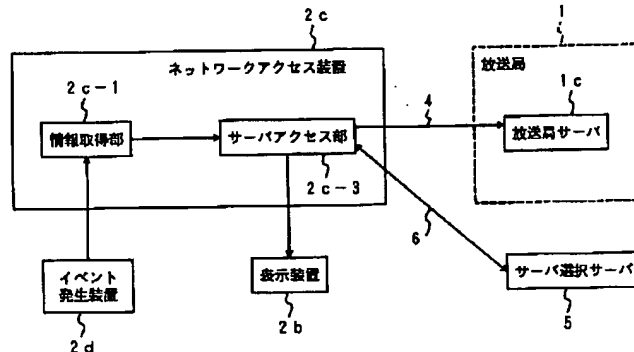 2c
1
ネットワークアクセス装置
放送局
2c-1
1c
情報取得部
サーバアクセス部
4
放送局サーバ
2c-3
6
イベント
発生装置
表示装置
サーバ選択サーバ
2d
2b
5